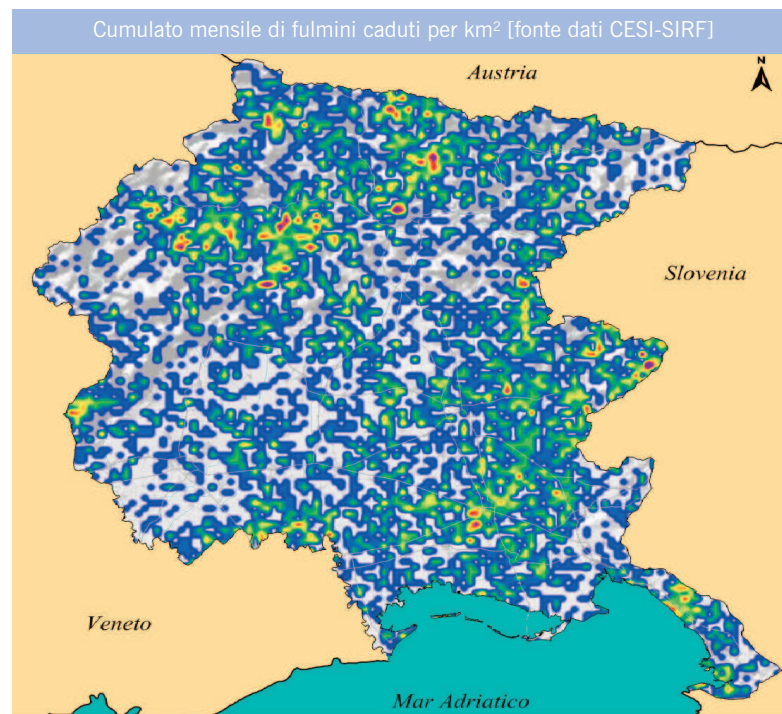 Cumulato mensile di fulmini caduti per km² [fonte dati CESI-SIRF]
Austria
N
Slovenia
Veneto
Mar Adriatico